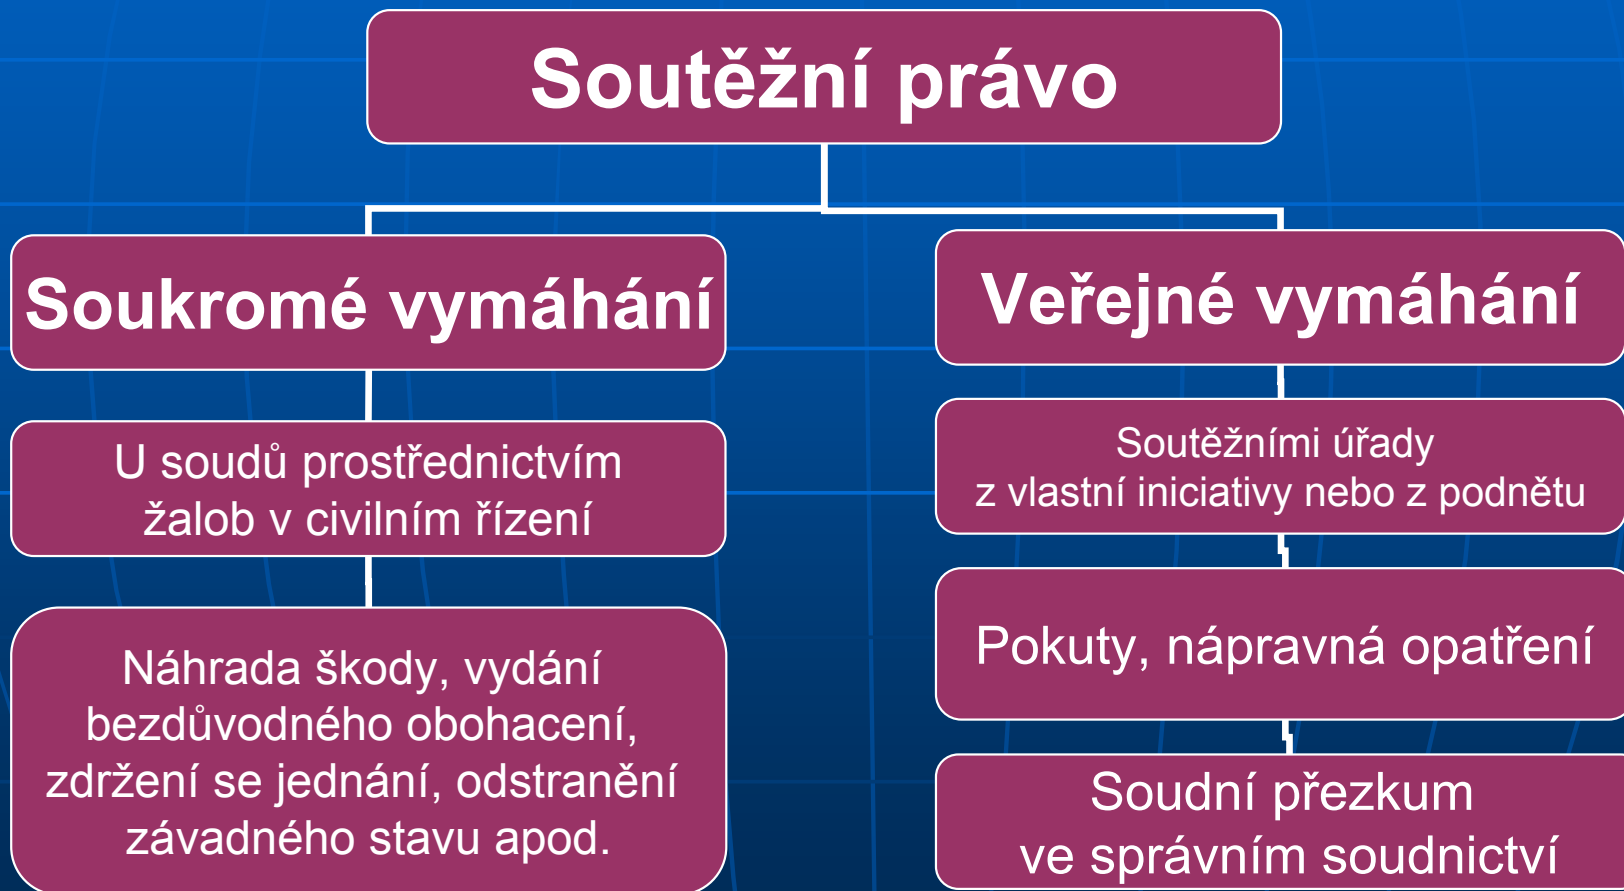 Soutěžní právo
Soukromé vymáhání
U soudů prostřednictvím
žalob v civilním řízení
Náhrada škody, vydání
bezdůvodného obohacení,
zdržení se jednání, odstranění
závadného stavu apod.
Veřejné vymáhání
Soutěžními úřady
z vlastní iniciativy nebo z podnětu
Pokuty, nápravná opatření
Soudní přezkum
ve správním soudnictví